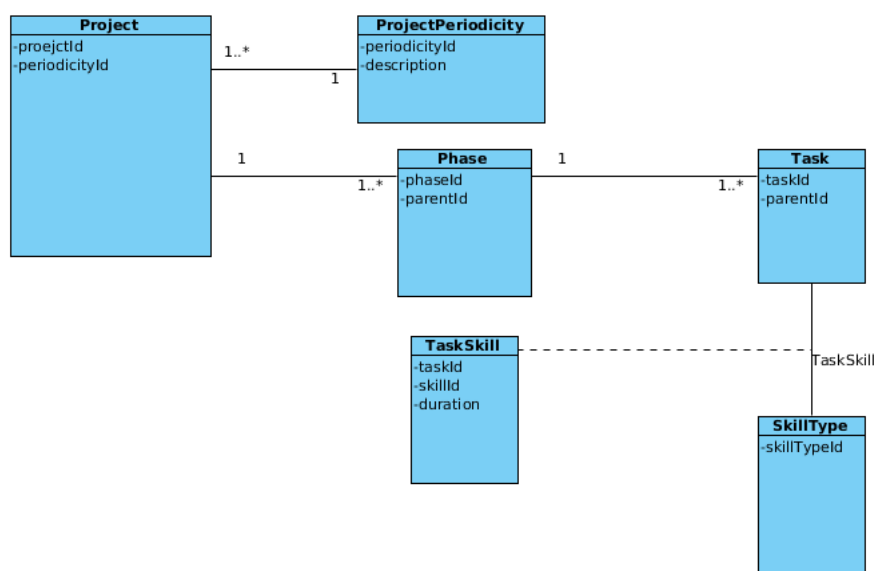 Project
-proejctId
-periodicityId
1..*
1
ProjectPeriodicity
-periodicityId
-description
1
1..*
Phase
-phaseId
-parentId
1
1..*
Task
-taskId
-parentId
TaskSkill
-taskId
-skillId
-duration
TaskSkill
SkillType
-skillTypeId